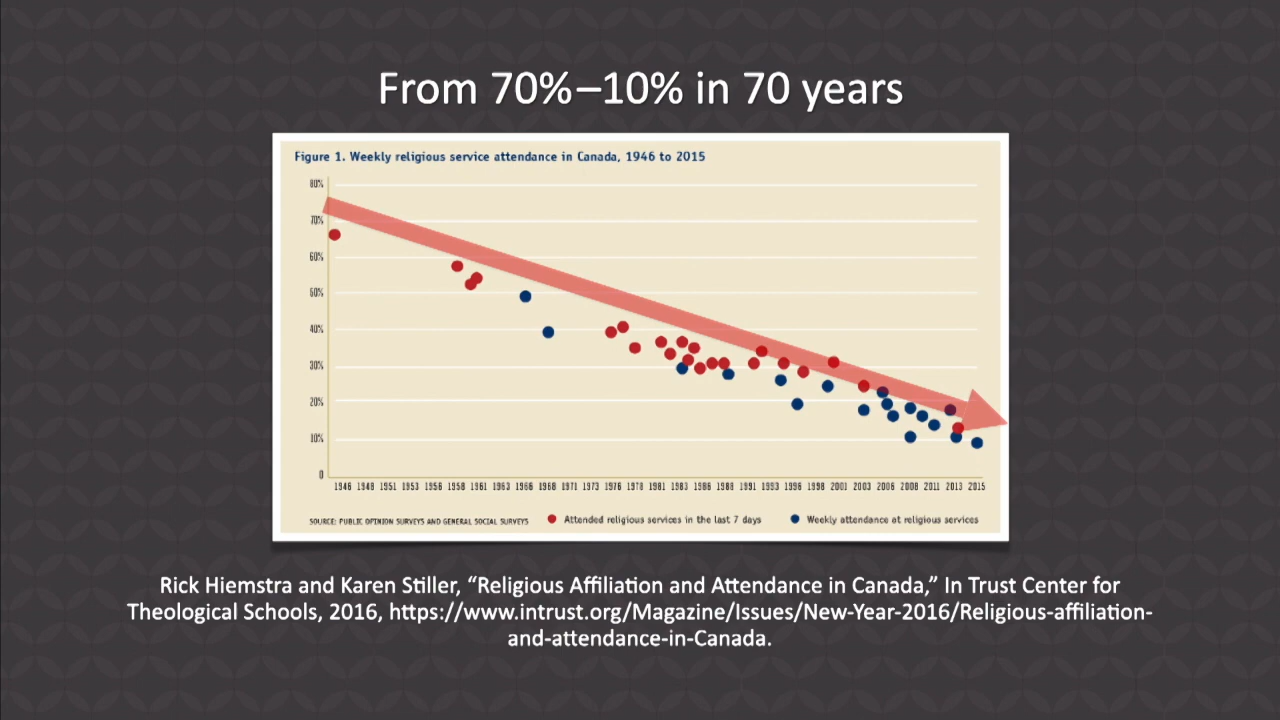 From 70%–10% in 70 years
Figure 1. Weekly religious service attendance in Canada, 1946 to 2015
80%
70%
60%
50%
40%
30%
20%
10%
0
1946 1948 1951 1953 1956 1958 1961 1963 1966 1968 1971 1973 1976 1978 1981 1983 1986 1988 1991 1993 1996 1998 2001 2003 2006 2008 2011 2013 2015
SOURCE: PUBLIC OPINION SURVEYS AND GENERAL SOCIAL SURVEYS Attended religious services in the last 7 days Weekly attendance at religious services
Rick Hiemstra and Karen Stiller, “Religious Affiliation and Attendance in Canada,” In Trust Center for
Theological Schools, 2016, https://www.intrust.org/Magazine/Issues/New-Year-2016/Religious-affiliation-
and-attendance-in-Canada.